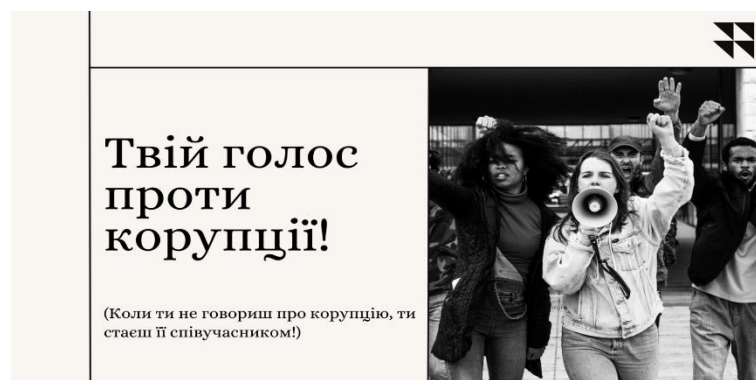 Твій голос
проти
корупції!
(Коли ти не говориш про корупцію, ти
стаєш її співучасником!)